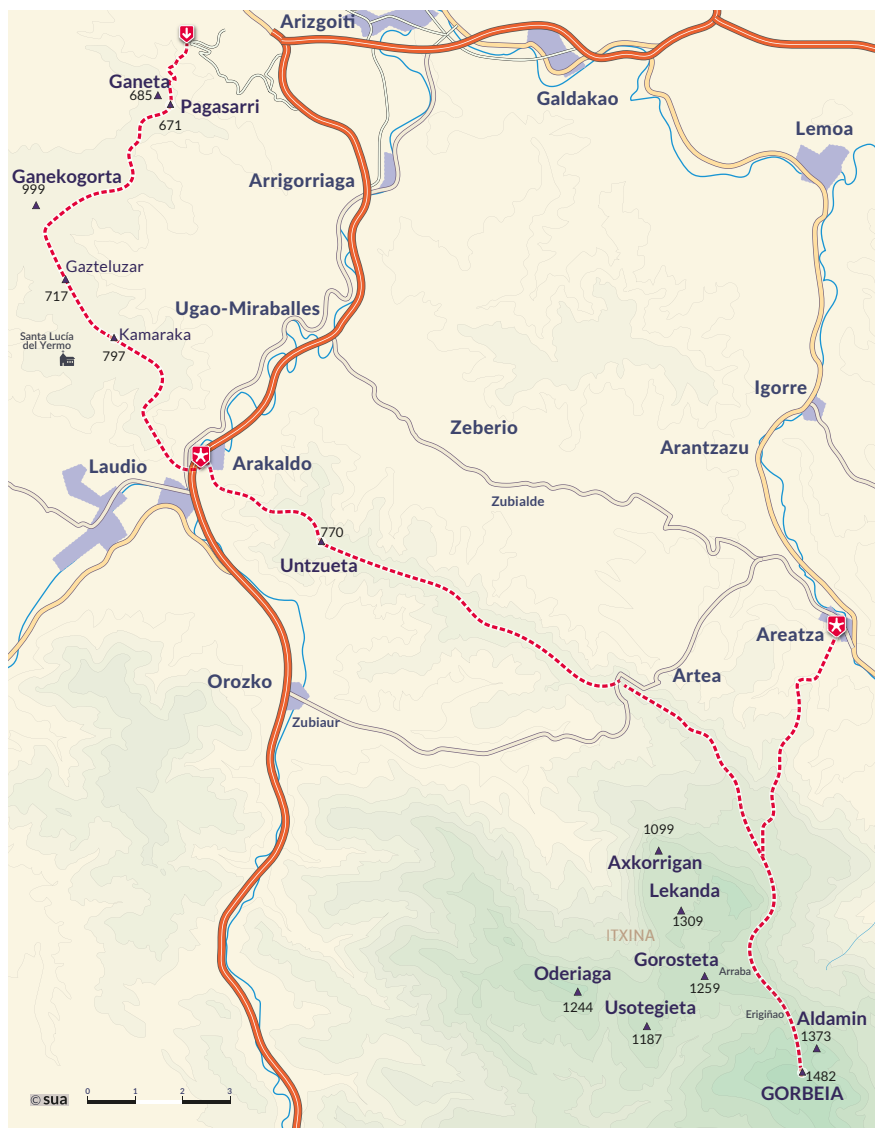 Arizgoiti
Ganeta
685
Pagasarri
671
Galdakao
Lemoa
Ganekogorta
999
Arrigorriaga
Gazteluzar
717
Ugao-Miraballes
Santa Lucía
del Yermo
Kamaraka
797
Igorre
Zeberio
Arantzazu
Laudio
Arakaldo
Zubialde
770
Untzueta
Areatza
Orozko
Artea
Zubiaur
1099
Axkorrigan
Lekanda
1309
ITXINA
Gorosteta
Arraba
1259
Oderiaga
1244
Usotegieta
1187
Erigiñao
Aldamin
1373
1482
GORBEIA
© sua
0 1 2 3